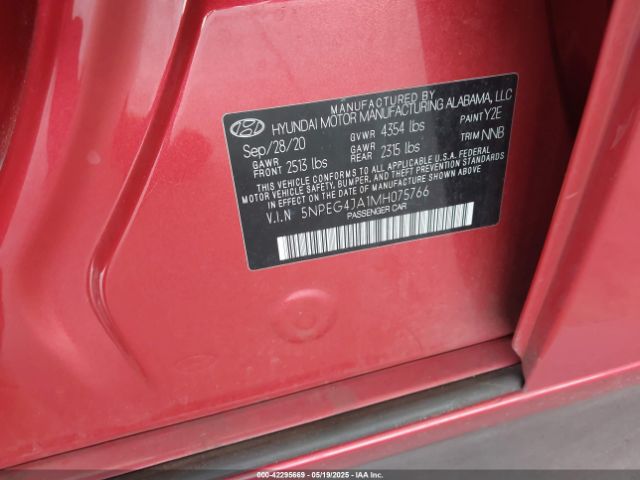 MANUFACTURED BY
HYUNDAI MOTOR MANUFACTURING ALABAMA, LLC
Sep/28/20 GVWR 4354 lbs PAINT Y2E
GAWR FRONT 2513 lbs GAWR REAR 2315 lbs TRIM NNB
THIS VEHICLE CONFORMS TO ALL APPLICABLE U.S.A. FEDERAL
MOTOR VEHICLE SAFETY, BUMPER, AND THEFT PREVENTION STANDARDS
IN EFFECT ON THE DATE OF MANUFACTURE SHOWN ABOVE.
V.I.N 5NPEG4JA1MH075766
PASSENGER CAR
000-42295669 - 05/19/2025 - IAAI.COM